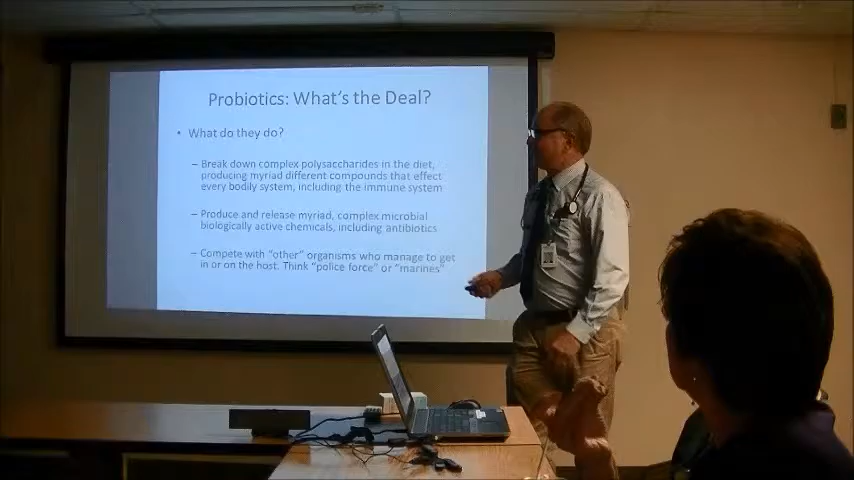 Probiotics: What's the Deal?
• What do they do?
– Break down complex polysaccharides in the diet,
producing myriad different compounds that effect
every bodily system, including the immune system
– Produce and release myriad, complex microbial
biologically active chemicals, including antibiotics
– Compete with "other" organisms who manage to get
in or on the host. Think "police force" or "marines"